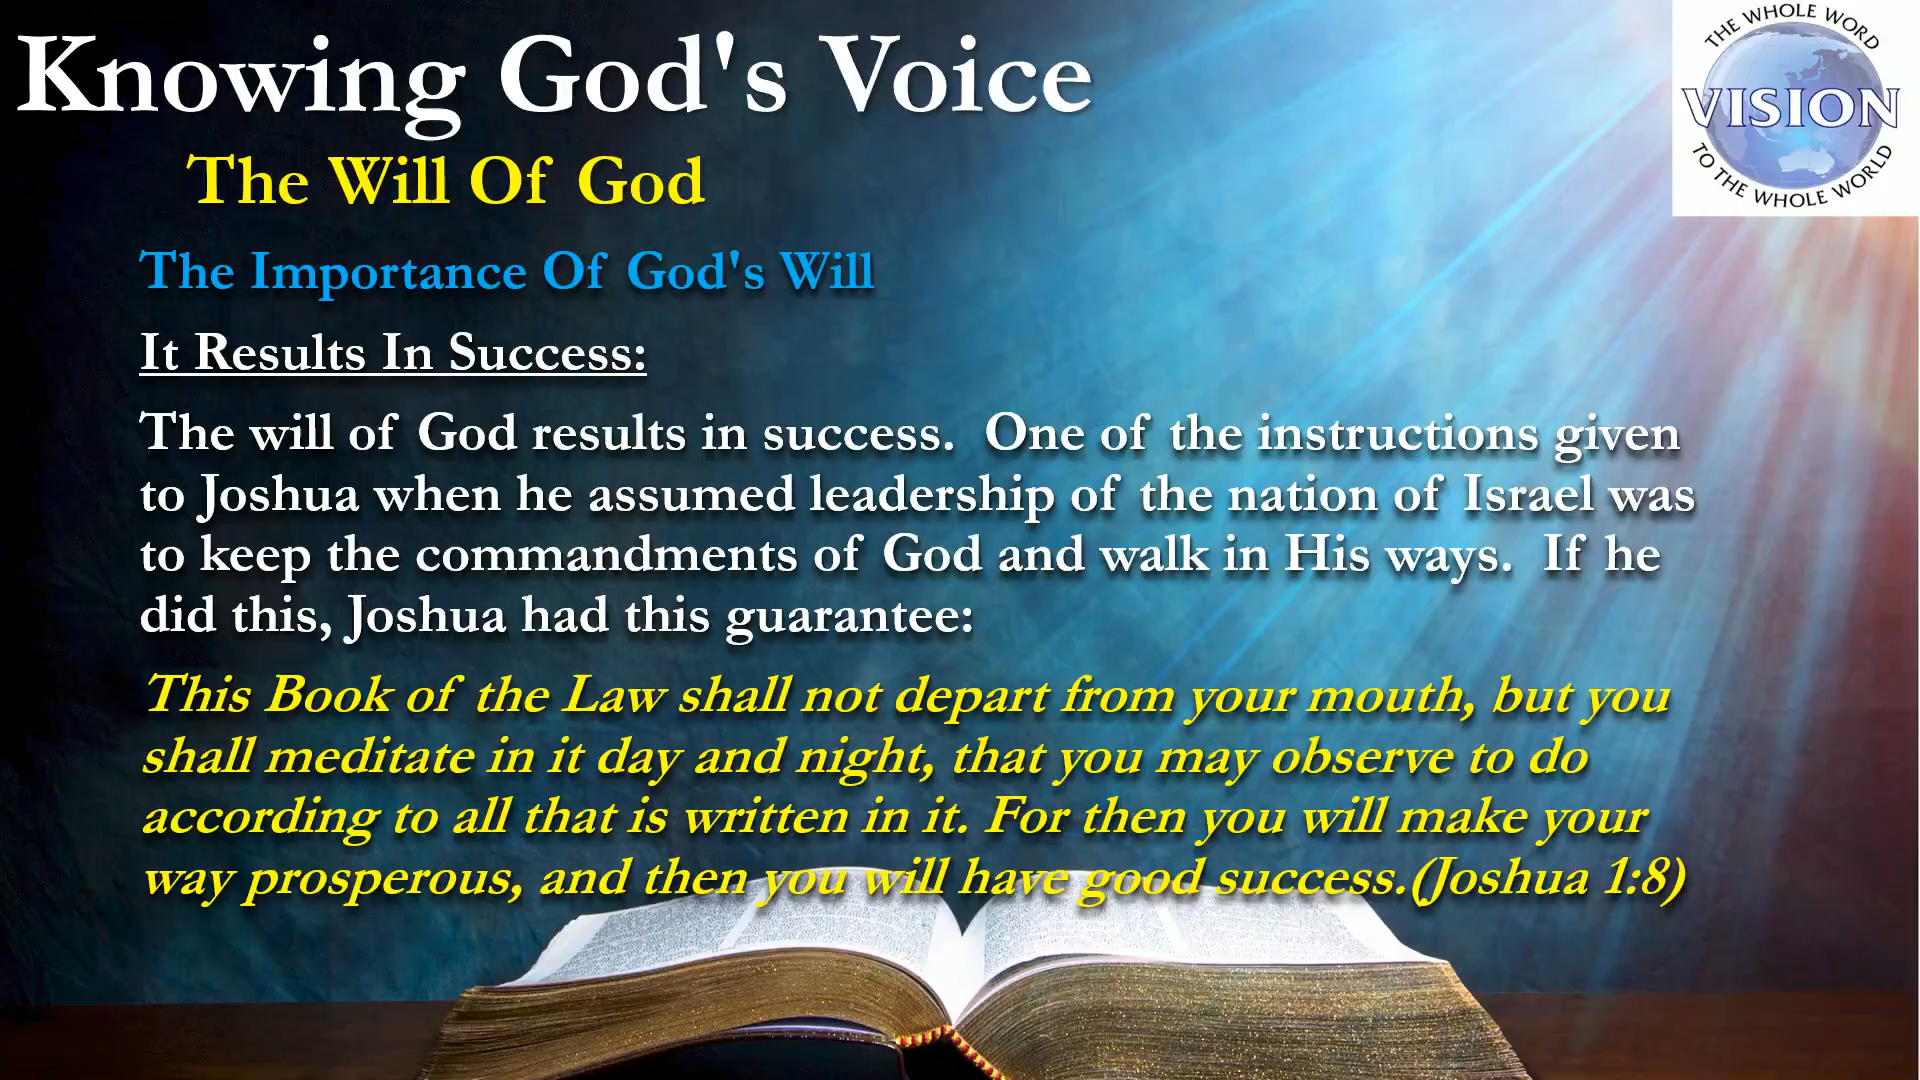 Knowing God's Voice
THE WHOLE WORD
VISION
TO THE WHOLE WORLD
The Will Of God
The Importance Of God's Will
It Results In Success:
The will of God results in success.  One of the instructions given
to Joshua when he assumed leadership of the nation of Israel was
to keep the commandments of God and walk in His ways.  If he
did this, Joshua had this guarantee:
This Book of the Law shall not depart from your mouth, but you
shall meditate in it day and night, that you may observe to do
according to all that is written in it. For then you will make your
way prosperous, and then you will have good success.(Joshua 1:8)